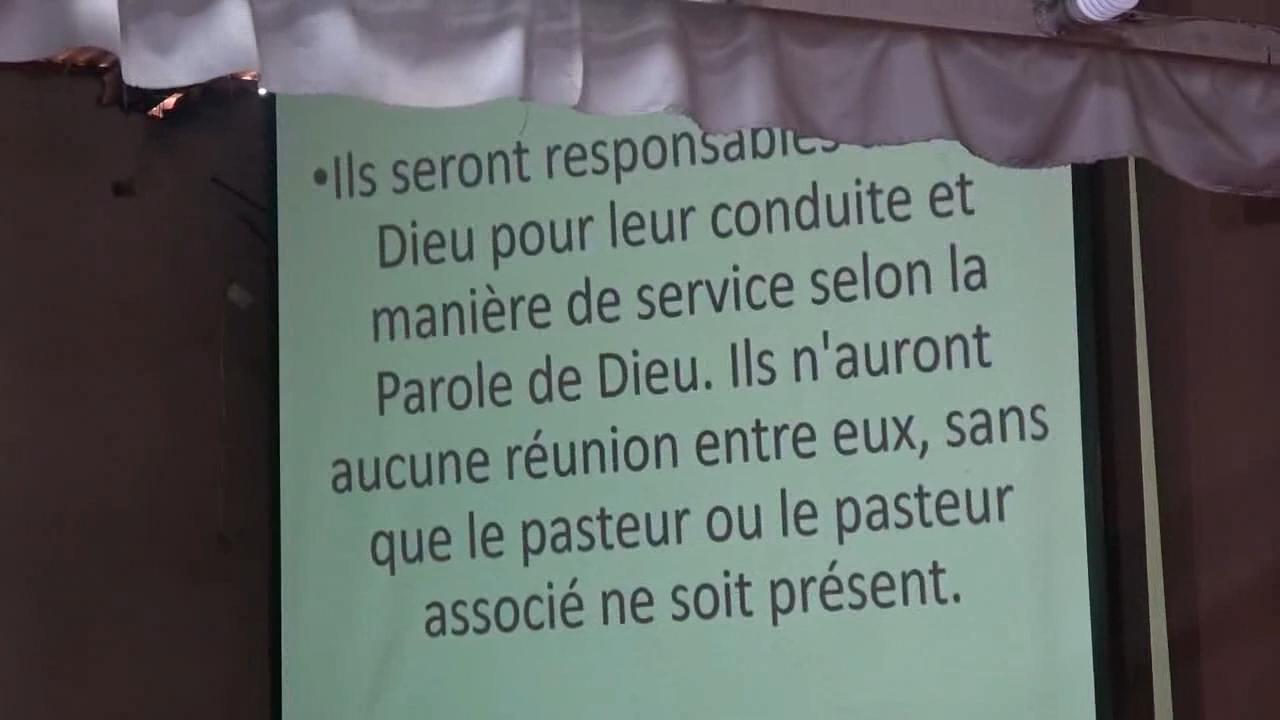 •Ils seront responsables
Dieu pour leur conduite et
manière de service selon la
Parole de Dieu. Ils n'auront
aucune réunion entre eux, sans
que le pasteur ou le pasteur
associé ne soit présent.